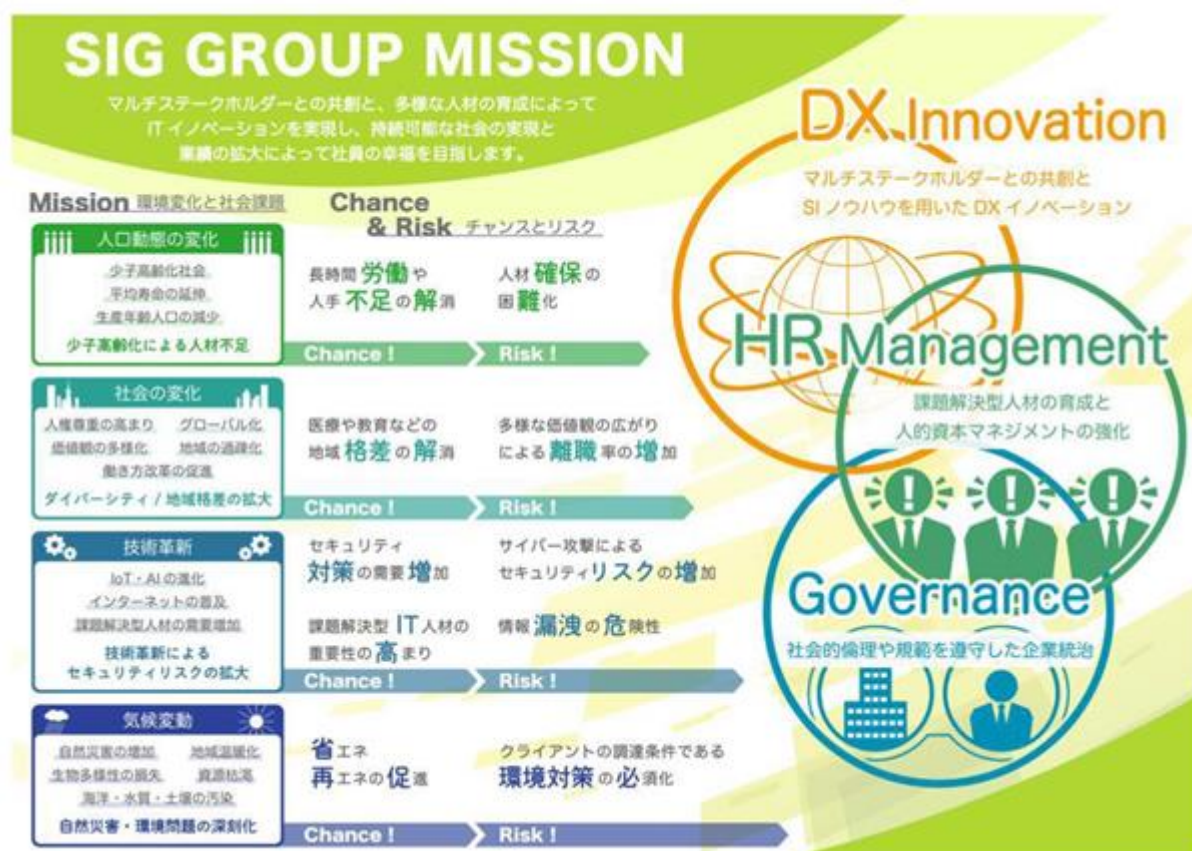 SIG GROUP MISSION
マルチステークホルダーとの共創と、多様な人材の育成によって
ITイノベーションを実現し、持続可能な社会の実現と
業績の拡大によって社員の幸福を目指します。
Mission 環境変化と社会課題
Chance
& Risk チャンスとリスク
人口動態の変化
少子高齢化社会
平均寿命の延伸
生産年齢人口の減少
少子高齢化による人材不足
長時間労働や
人手不足の解消
人材確保の
困難化
Chance !
Risk !
社会の変化
人権尊重の高まり グローバル化
価値観の多様化 地域の過疎化
働き方改革の促進
ダイバーシティ / 地域格差の拡大
医療や教育などの
地域格差の解消
多様な価値観の広がり
による離職率の増加
Chance !
Risk !
技術革新
IoT・AIの進化
インターネットの普及
課題解決型人材の需要増加
技術革新による
セキュリティリスクの拡大
セキュリティ
対策の需要増加
サイバー攻撃による
セキュリティリスクの増加
課題解決型IT人材の
重要性の高まり
情報漏洩の危険性
Chance !
Risk !
気候変動
自然災害の増加 地域温暖化
生物多様性の損失 資源枯渇
海洋・水質・土壌の汚染
自然災害・環境問題の深刻化
省エネ
再エネの促進
クライアントの調達条件である
環境対策の必須化
Chance !
Risk !
DX Innovation
マルチステークホルダーとの共創と
SIノウハウを用いたDXイノベーション
HR Management
課題解決型人材の育成と
人的資本マネジメントの強化
Governance
社会的倫理や規範を遵守した企業統治